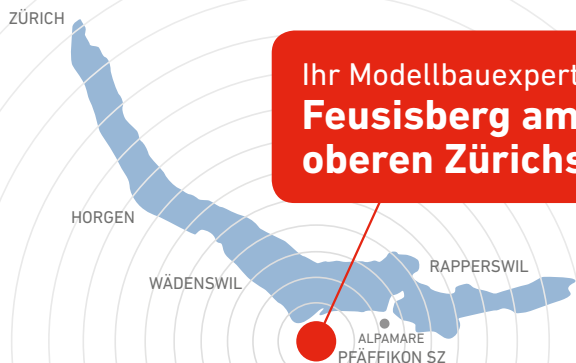 ZÜRICH
Ihr Modellbauexpert
Feusisberg am
oberen Zürichs
HORGEN
WÄDENSWIL
RAPPERSWIL
ALPAMARE
PFÄFFIKON SZ